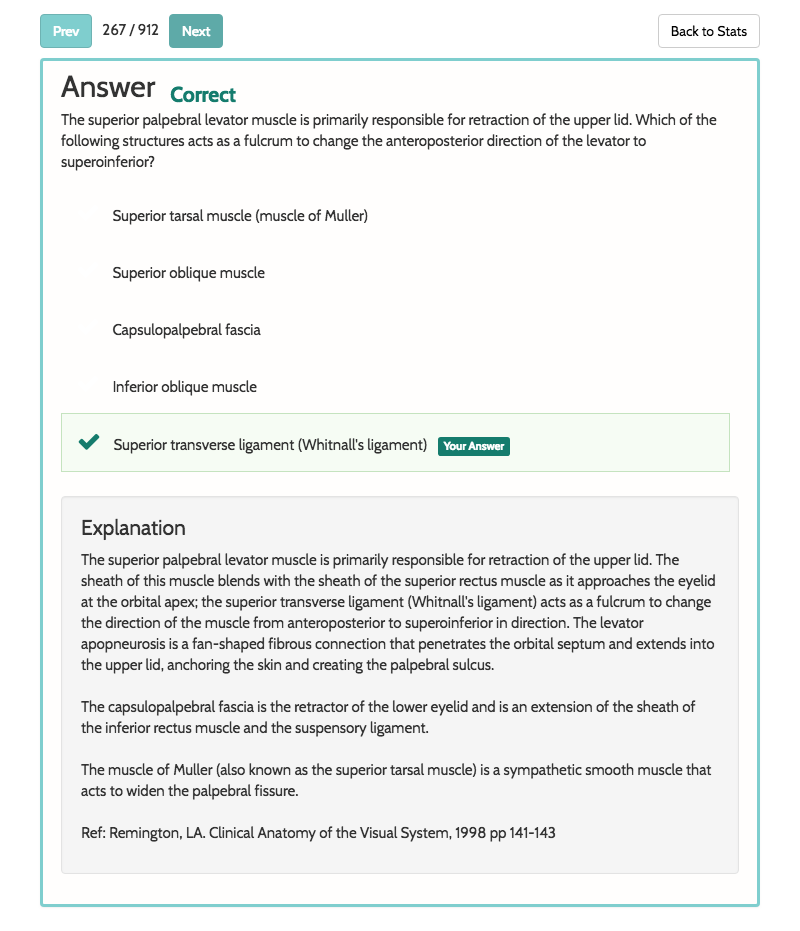 Prev 267 / 912 Next Back to Stats
Answer Correct
The superior palpebral levator muscle is primarily responsible for retraction of the upper lid. Which of the
following structures acts as a fulcrum to change the anteroposterior direction of the levator to
superoinferior?
Superior tarsal muscle (muscle of Muller)
Superior oblique muscle
Capsulopalpebral fascia
Inferior oblique muscle
Superior transverse ligament (Whitnall's ligament) Your Answer
Explanation
The superior palpebral levator muscle is primarily responsible for retraction of the upper lid. The
sheath of this muscle blends with the sheath of the superior rectus muscle as it approaches the eyelid
at the orbital apex; the superior transverse ligament (Whitnall's ligament) acts as a fulcrum to change
the direction of the muscle from anteroposterior to superoinferior in direction. The levator
apopneurosis is a fan-shaped fibrous connection that penetrates the orbital septum and extends into
the upper lid, anchoring the skin and creating the palpebral sulcus.
The capsulopalpebral fascia is the retractor of the lower eyelid and is an extension of the sheath of
the inferior rectus muscle and the suspensory ligament.
The muscle of Muller (also known as the superior tarsal muscle) is a sympathetic smooth muscle that
acts to widen the palpebral fissure.
Ref: Remington, LA. Clinical Anatomy of the Visual System, 1998 pp 141-143